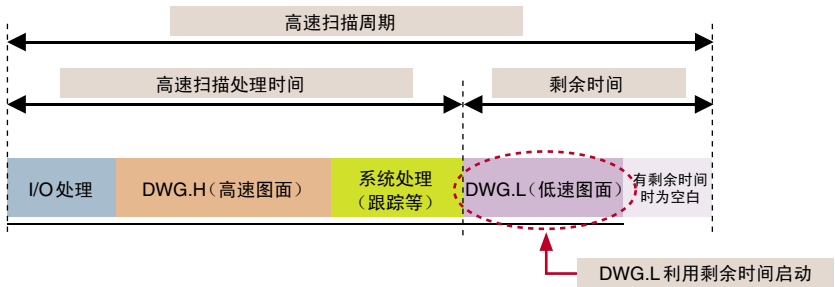 高速扫描周期
高速扫描处理时间
剩余时间
I/O处理
DWG.H（高速图面）
系统处理
（跟踪等）
DWG.L（低速图面）
有剩余时间
时为空白
DWG.L利用剩余时间启动